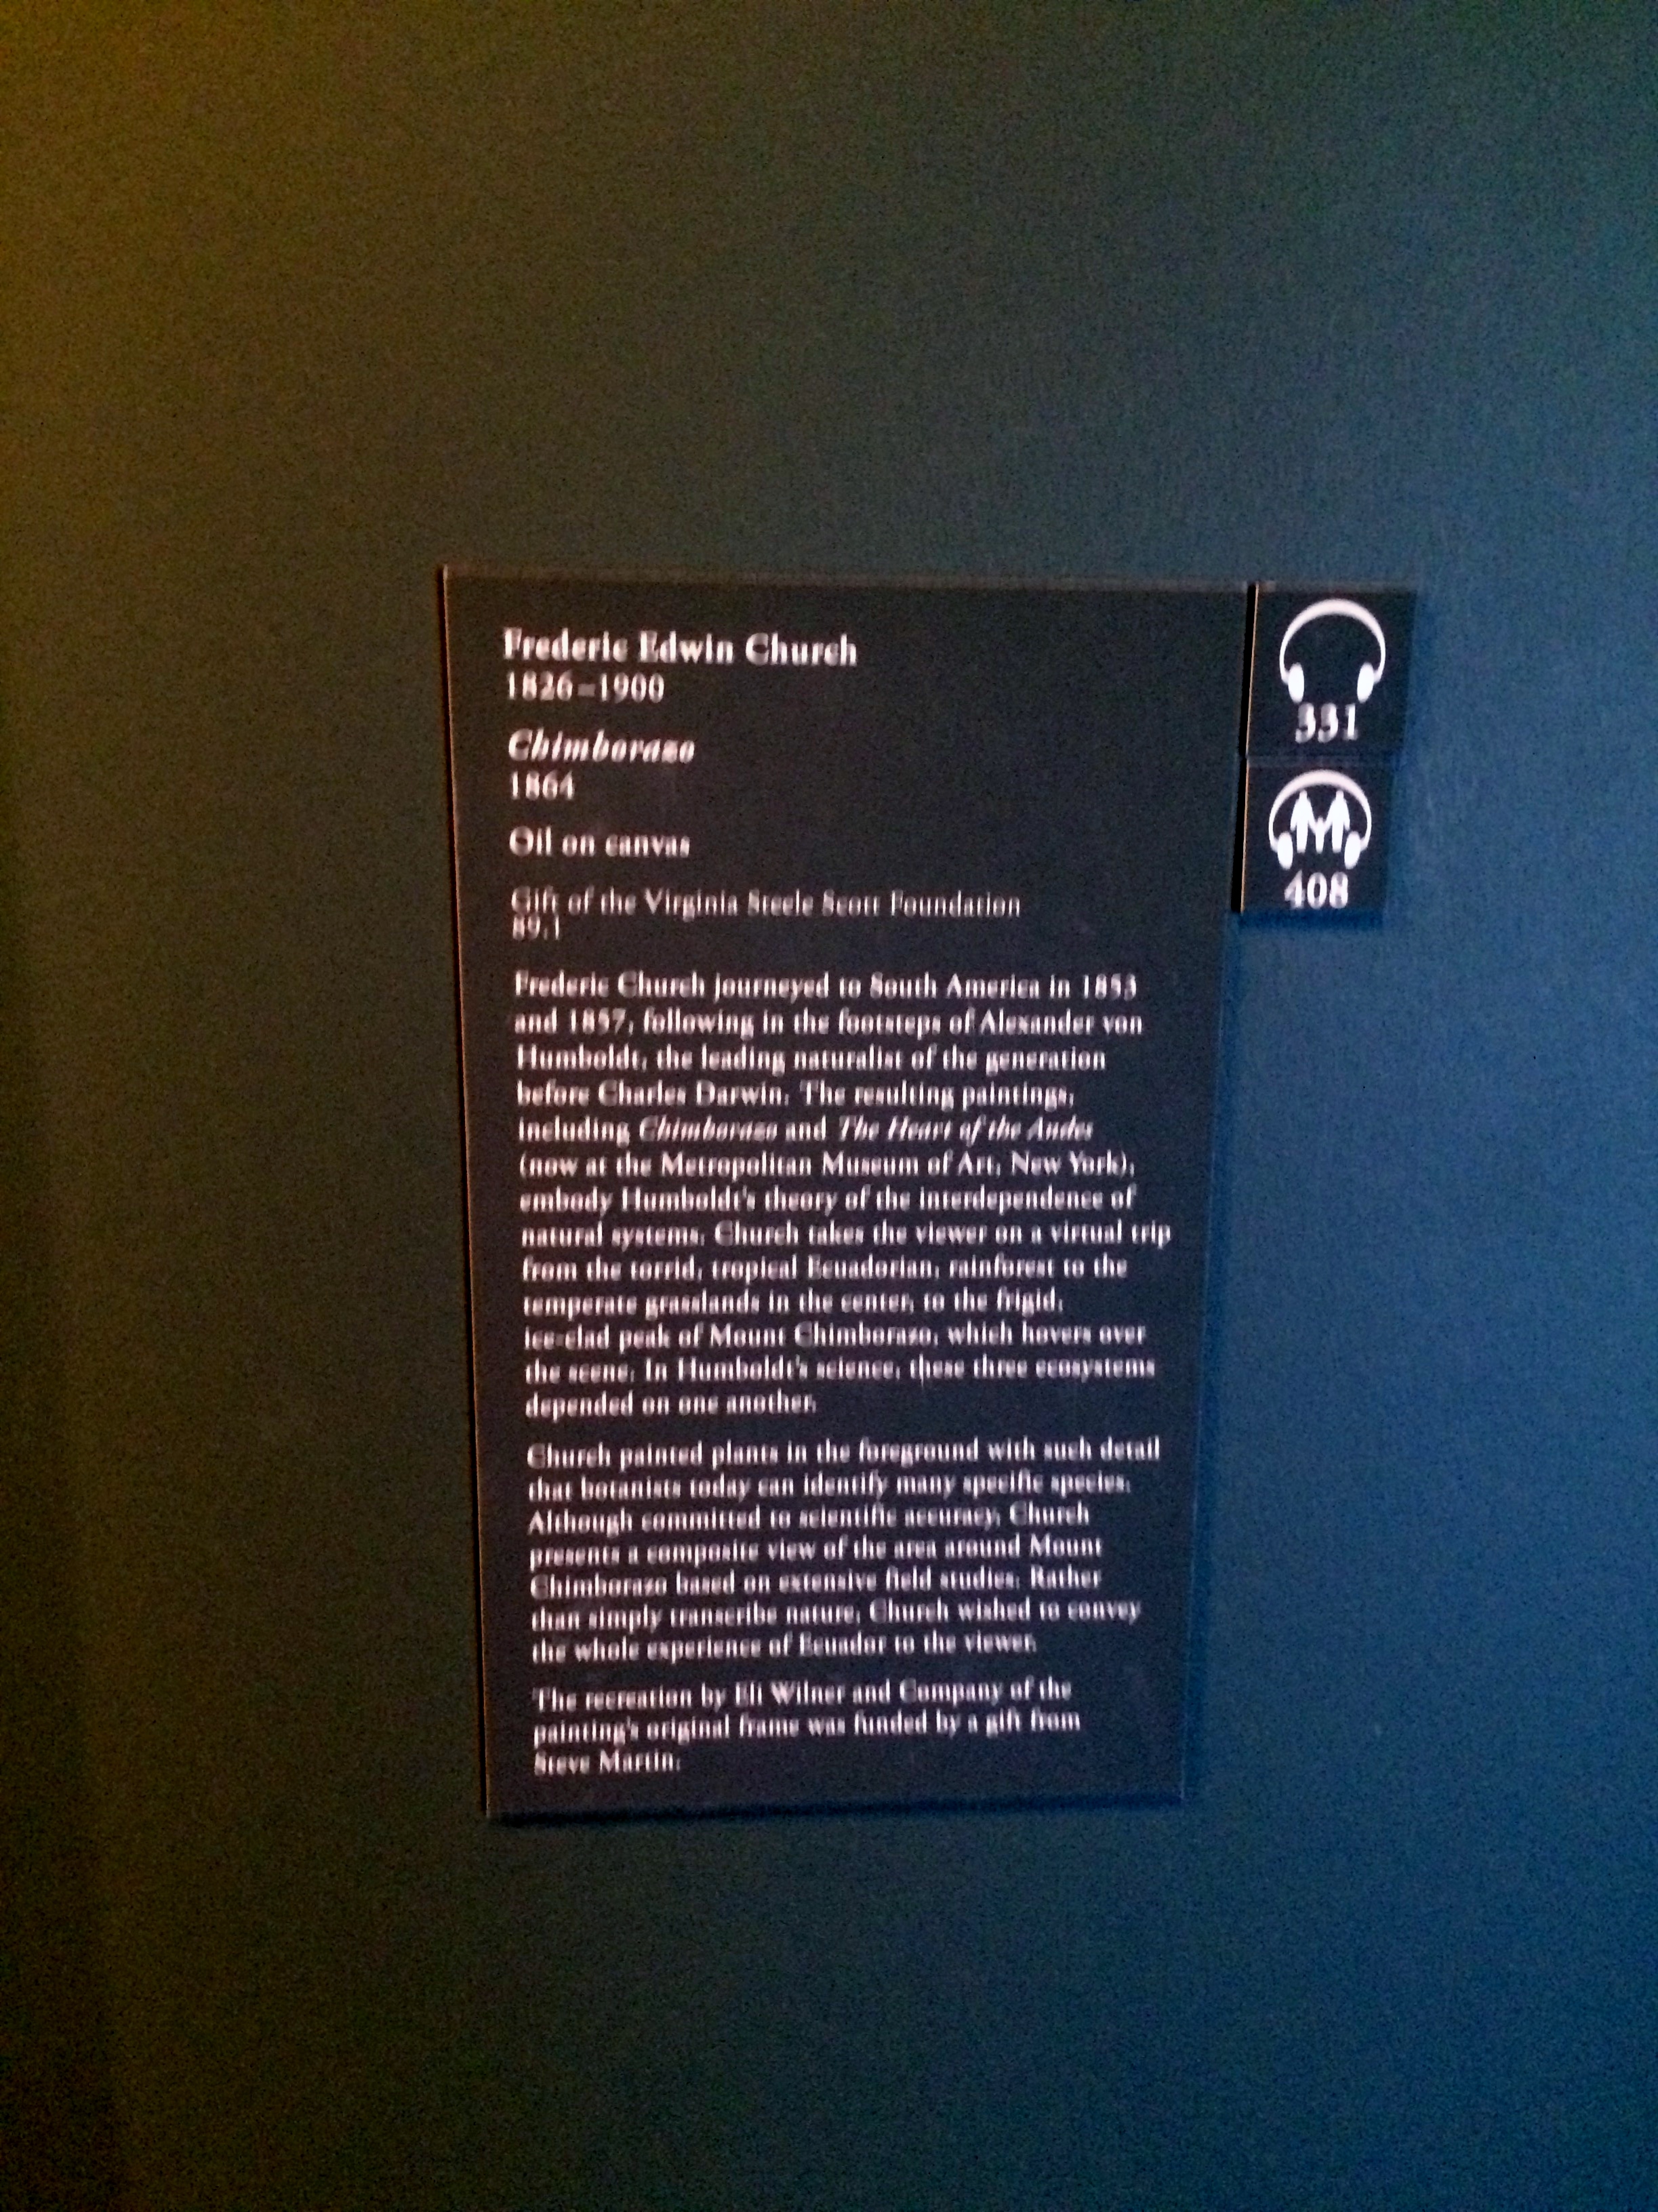 Frederic Edwin Church
1826–1900
Chimborazo
1864
Oil on canvas
Gift of the Virginia Steele Scott Foundation
89.1
Frederic Church journeyed to South America in 1853
and 1857, following in the footsteps of Alexander von
Humboldt, the leading naturalist of the generation
before Charles Darwin. The resulting paintings,
including Chimborazo and The Heart of the Andes
(now at the Metropolitan Museum of Art, New York),
embody Humboldt's theory of the interdependence of
natural systems. Church takes the viewer on a virtual trip
from the torrid, tropical Ecuadorian, rainforest to the
temperate grasslands in the center, to the frigid,
ice-clad peak of Mount Chimborazo, which hovers over
the scene. In Humboldt's science, these three ecosystems
depended on one another.
Church painted plants in the foreground with such detail
that botanists today can identify many specific species.
Although committed to scientific accuracy, Church
presents a composite view of the area around Mount
Chimborazo based on extensive field studies. Rather
than simply transcribe nature, Church wished to convey
the whole experience of Ecuador to the viewer.
The recreation by Eli Wilner and Company of the
painting's original frame was funded by a gift from
Steve Martin.
331
408